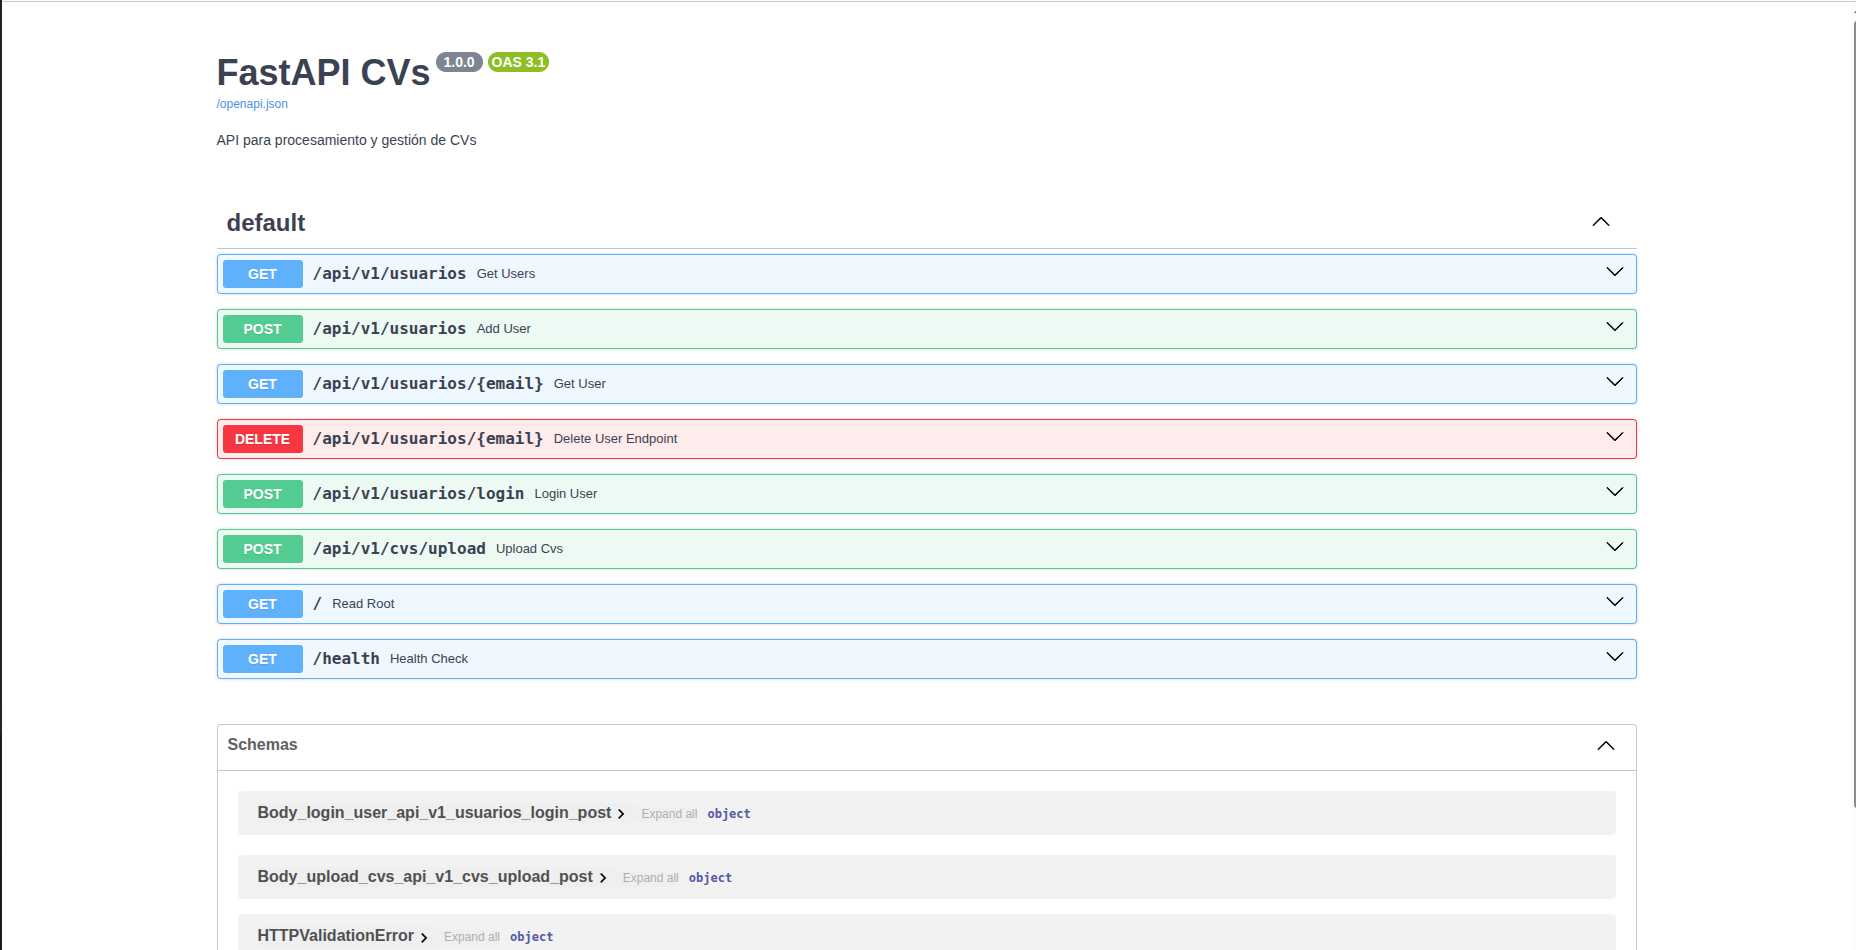 FastAPI CVs 1.0.0 OAS 3.1
/openapi.json
API para procesamiento y gestión de CVs
default
GET /api/v1/usuarios Get Users
POST /api/v1/usuarios Add User
GET /api/v1/usuarios/{email} Get User
DELETE /api/v1/usuarios/{email} Delete User Endpoint
POST /api/v1/usuarios/login Login User
POST /api/v1/cvs/upload Upload Cvs
GET / Read Root
GET /health Health Check
Schemas
Body_login_user_api_v1_usuarios_login_post Expand all object
Body_upload_cvs_api_v1_cvs_upload_post Expand all object
HTTPValidationError Expand all object